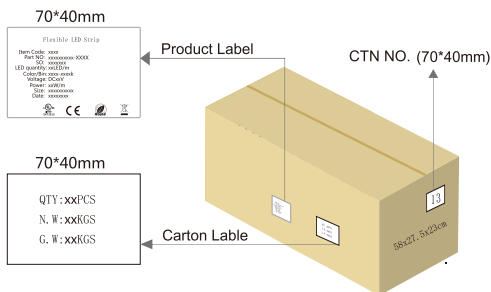 70*40mm
Flexible LED Strip
Item Code: xxxx
Part NO: xxxxxxxxxx-XXXX
SO: xxxxxxx
LED quantity: xxLED/m
Color/Bin: xxxx-xxxxk
Voltage: DCxxV
Power: xxW/m
Size: xxxxxxxxx
Date: xxxxxxxx
CE
Product Label
CTN NO. (70*40mm)
70*40mm
QTY:xxPCS
N.W:xxKGS
G.W:xxKGS
Carton Lable
13
58x27.5x23cm